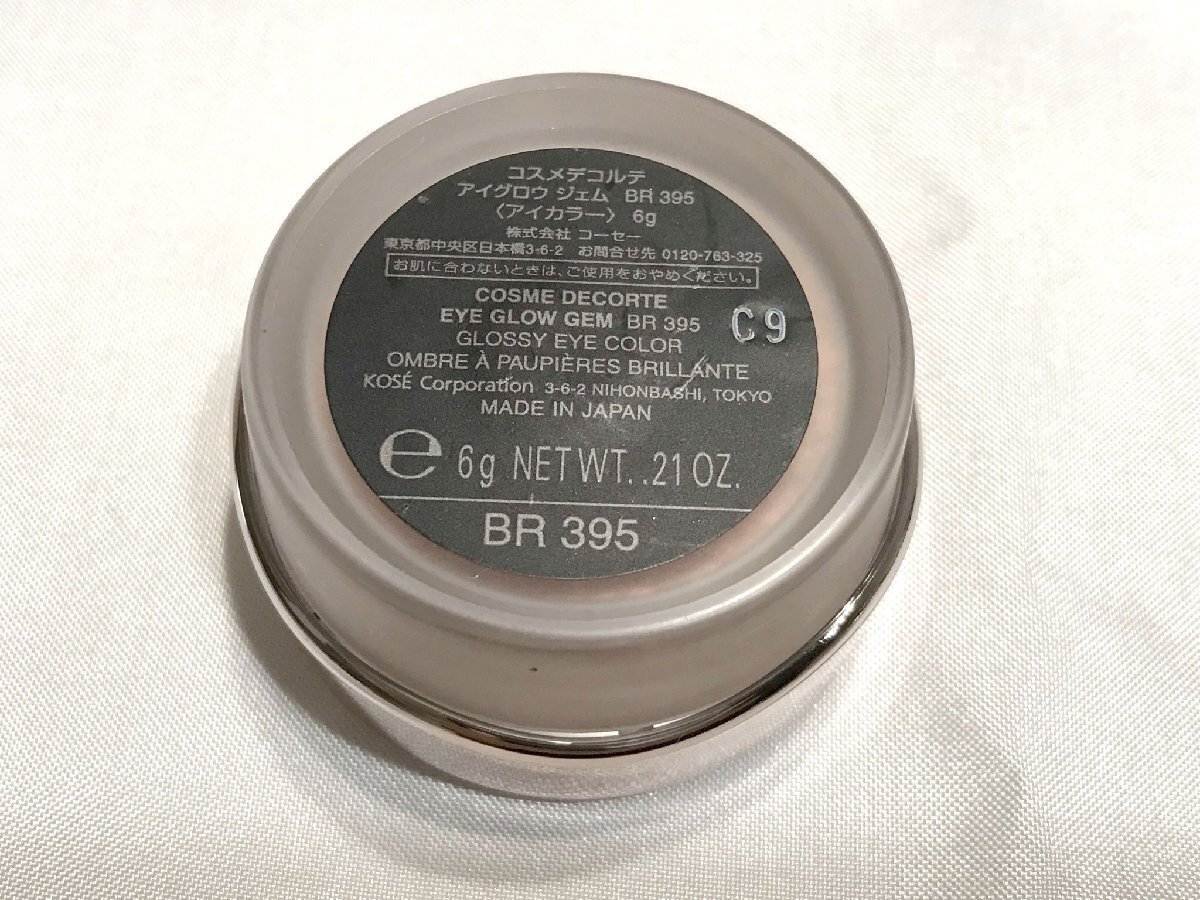 コスメデコルテ
アイグロウ ジェム BR 395
〈アイカラー〉 6g
株式会社 コーセー
東京都中央区日本橋3-6-2 お問合せ先 0120-763-325
お肌に合わないときは、ご使用をおやめください。
COSME DECORTE
EYE GLOW GEM BR 395
C9
GLOSSY EYE COLOR
OMBRE À PAUPIÈRES BRILLANTE
KOSÉ Corporation 3-6-2 NIHONBASHI, TOKYO
MADE IN JAPAN
e 6g NET WT. .21 OZ.
BR 395